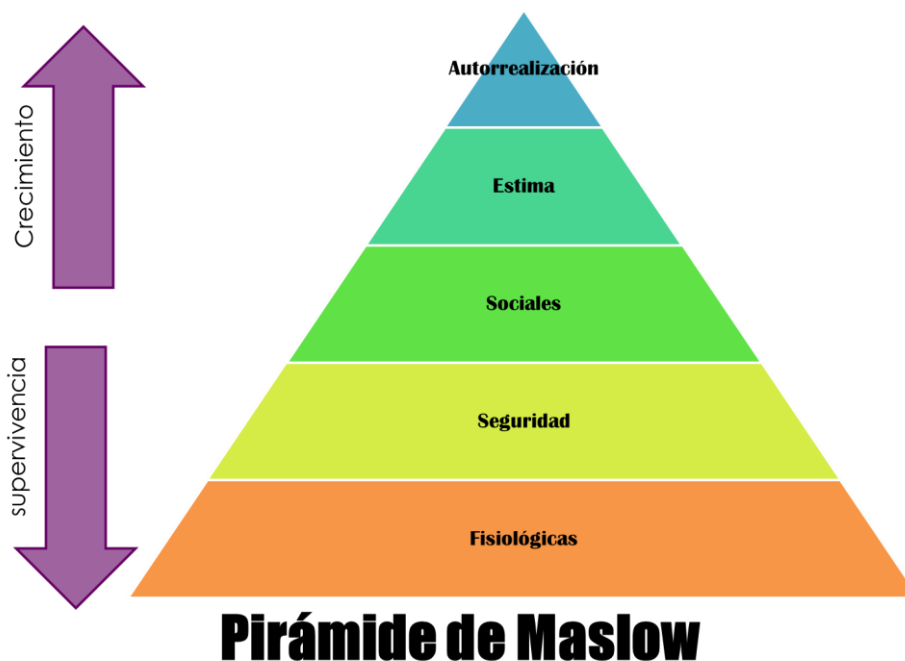 Crecimiento
supervivencia
Autorrealización
Estima
Sociales
Seguridad
Fisiológicas
Pirámide de Maslow